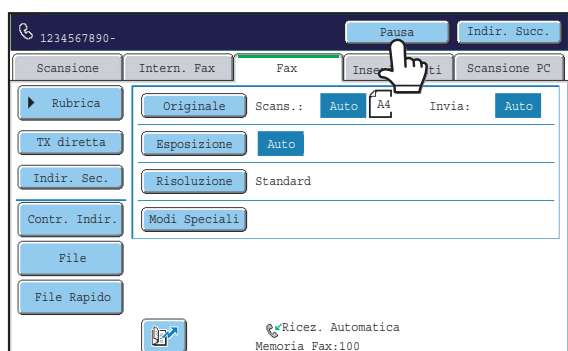 1234567890-
Pausa
Indir. Succ.
Scansione
Intern. Fax
Fax
Scansione PC
Rubrica
Originale
Scans.:
Auto
A4
Invia:
Auto
TX diretta
Esposizione
Auto
Indir. Sec.
Risoluzione
Standard
Contr. Indir.
Modi Speciali
File
File Rapido
Ricez. Automatica
Memoria Fax:100